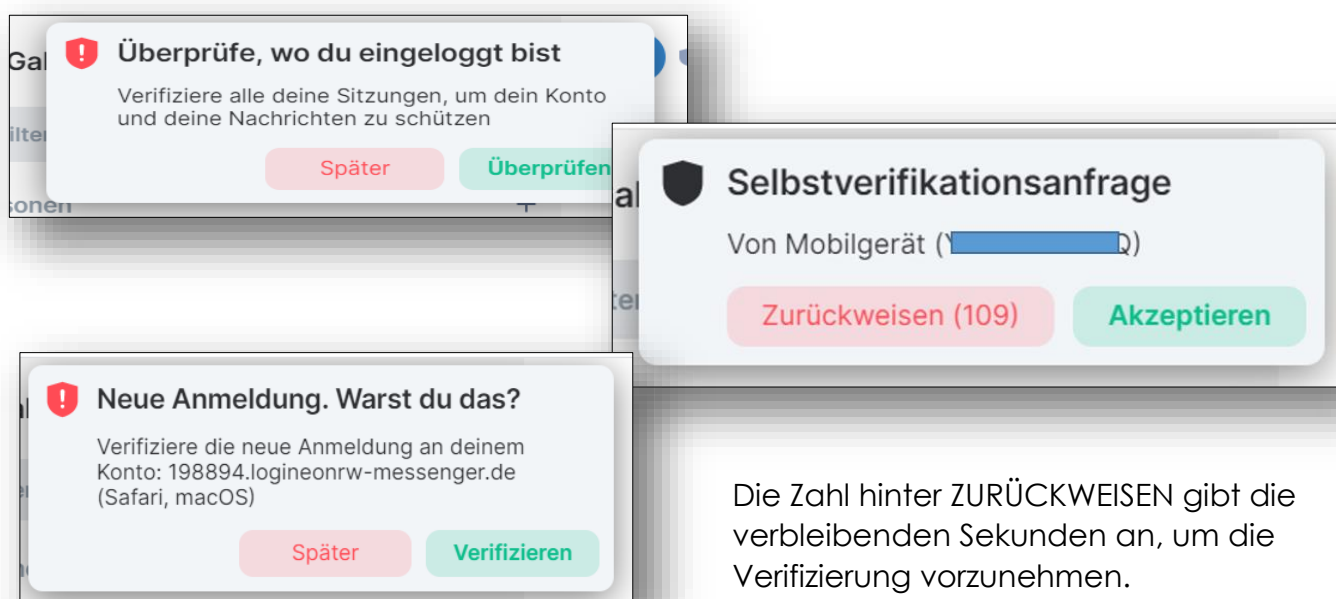 Gal
Überprüfe, wo du eingeloggt bist
Verifiziere alle deine Sitzungen, um dein Konto
und deine Nachrichten zu schützen
Später
Überprüfen
sonen
+
Selbstverifikationsanfrage
Von Mobilgerät (Y Q)
Zurückweisen (109)
Akzeptieren
Neue Anmeldung. Warst du das?
Verifiziere die neue Anmeldung an deinem
Konto: 198894.logineonrw-messenger.de
(Safari, macOS)
Später
Verifizieren
Die Zahl hinter ZURÜCKWEISEN gibt die
verbleibenden Sekunden an, um die
Verifizierung vorzunehmen.